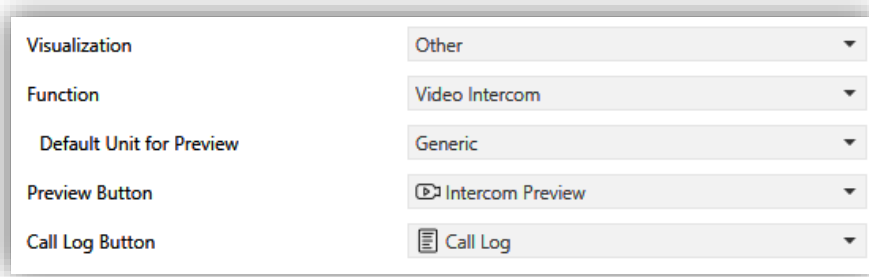 Visualization Other
Function Video Intercom
Default Unit for Preview Generic
Preview Button Intercom Preview
Call Log Button Call Log